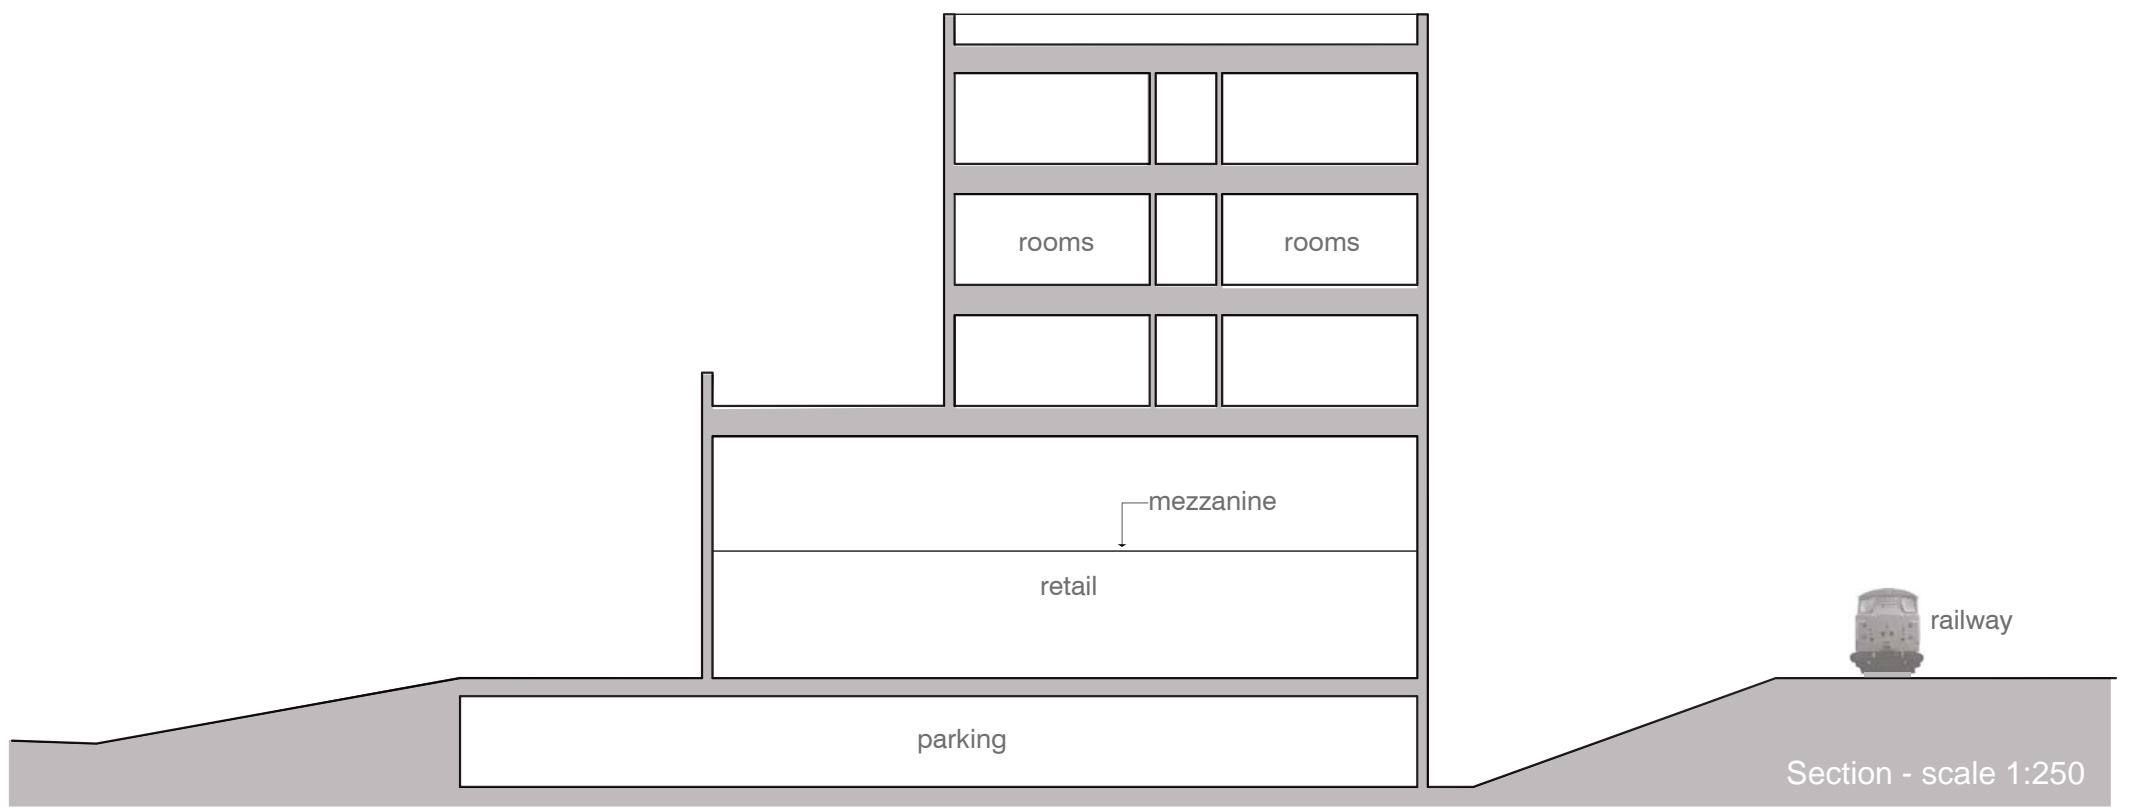 rooms
rooms
mezzanine
retail
railway
parking
Section - scale 1:250